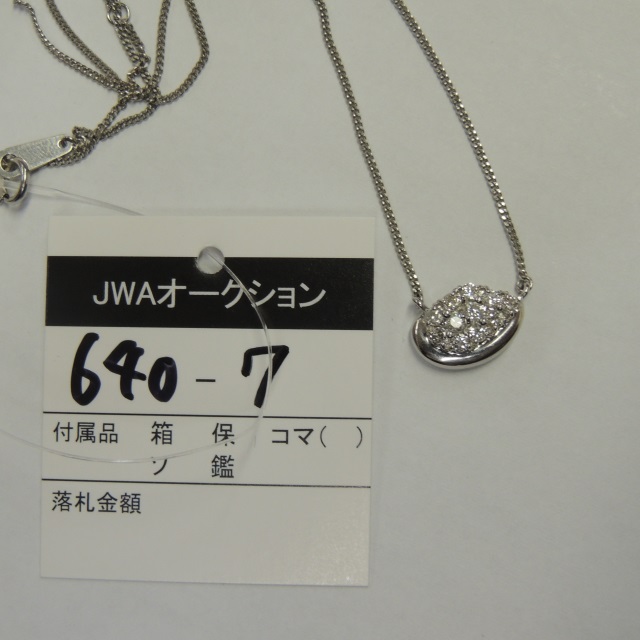 JWAオークション
640-7
付属品 箱 保 コマ( )
ソ 鑑
落札金額